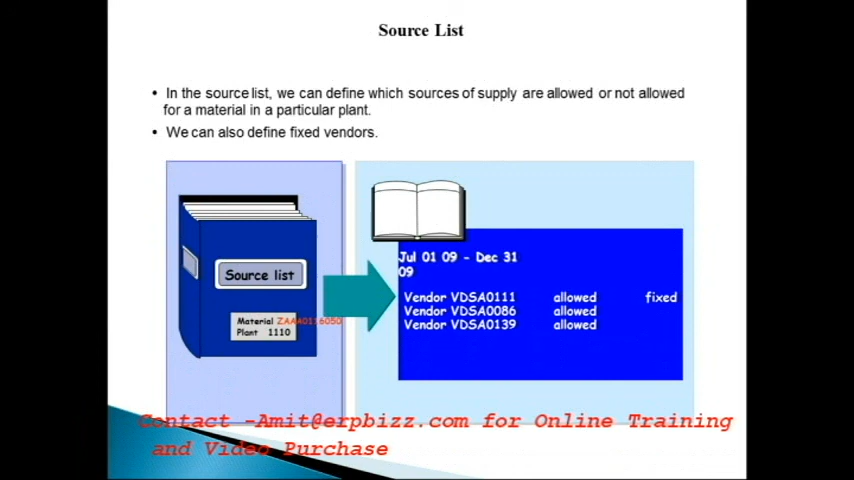 Source List
• In the source list, we can define which sources of supply are allowed or not allowed
for a material in a particular plant.
• We can also define fixed vendors.
Source list
Material ZAAA0116050
Plant 1110
Jul 01 09 - Dec 31
09
Vendor VDSA0111 allowed fixed
Vendor VDSA0086 allowed
Vendor VDSA0139 allowed
Contact -Amit@erpbizz.com for Online Training
and Video Purchase